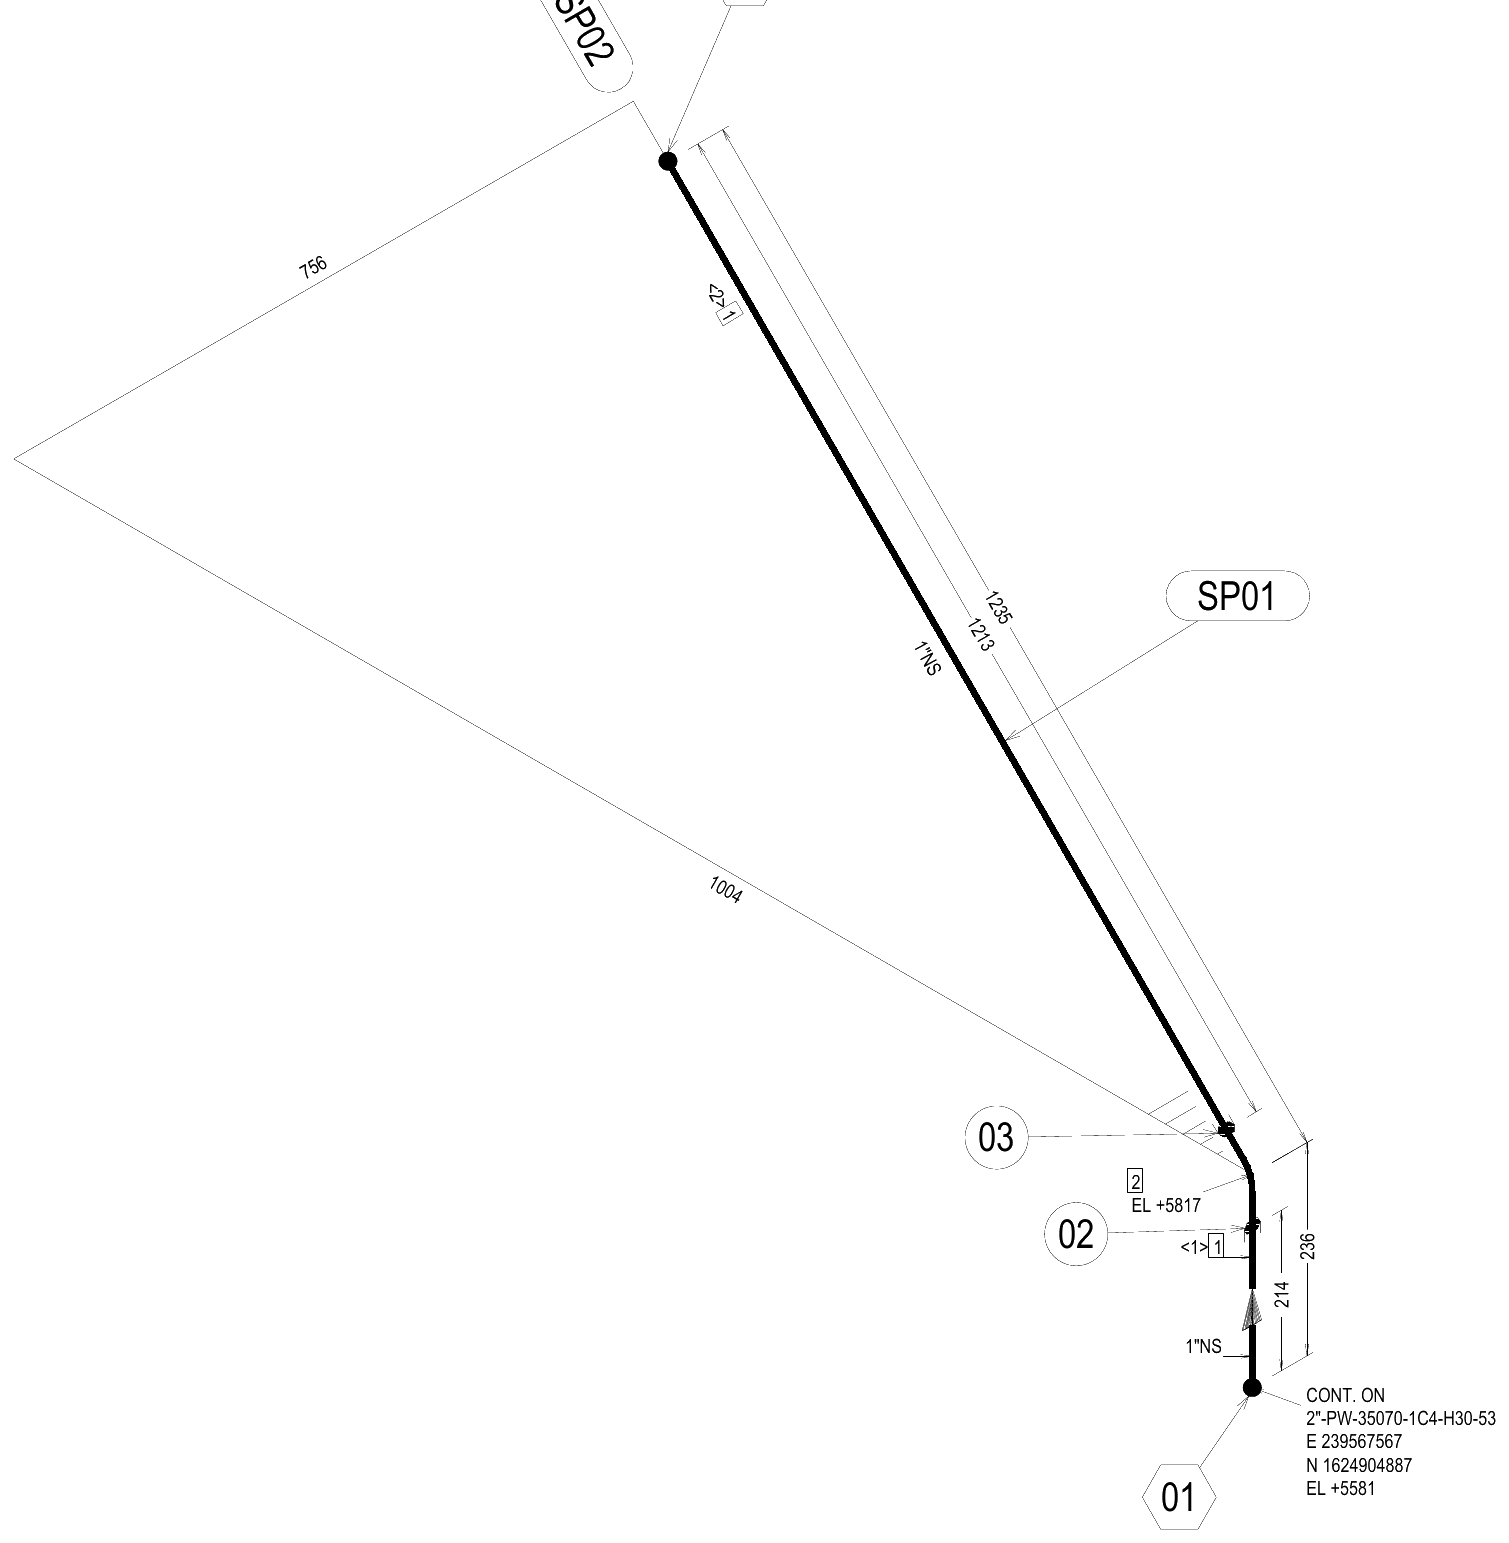 SP02
756
<2> 1
1235
1213
SP01
1"NS
1004
03
2
EL +5817
02
<1> 1
236
214
1"NS
CONT. ON
2"-PW-35070-1C4-H30-53
E 239567567
N 1624904887
EL +5581
01